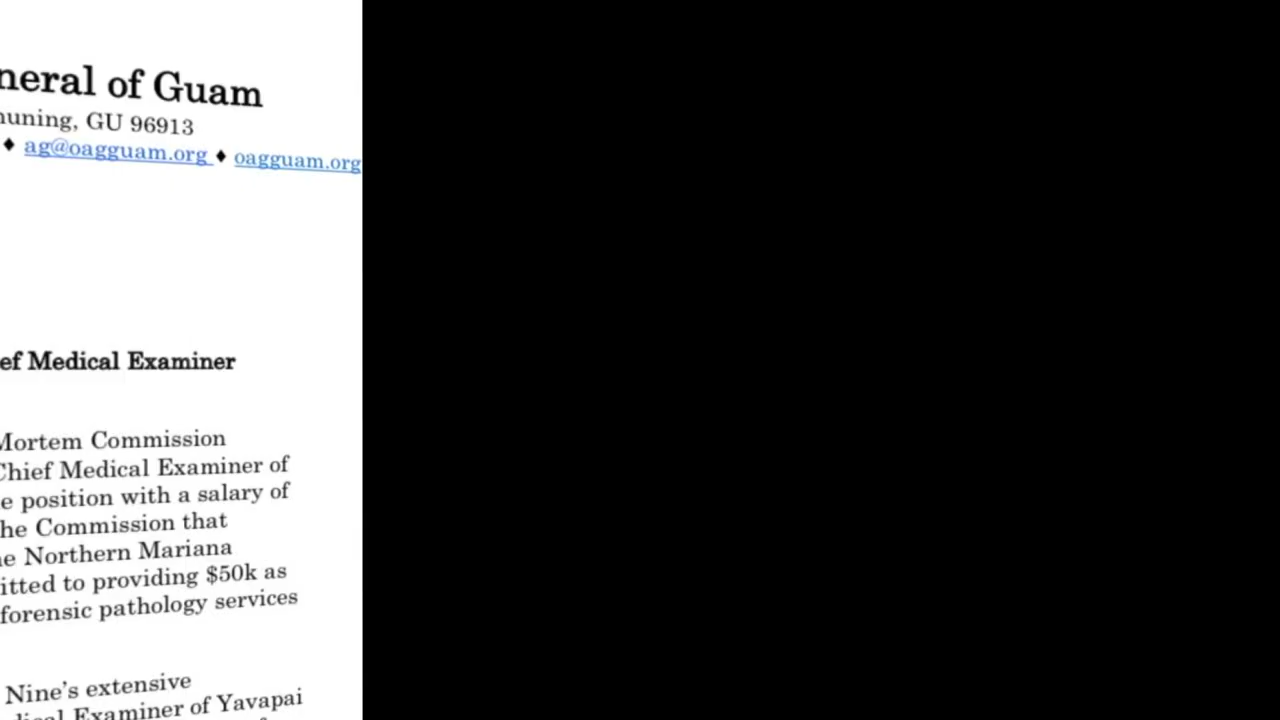 neral of Guam
nuning, GU 96913
♦ ag@oagguam.org ♦ oagguam.org
ef Medical Examiner
Mortem Commission
Chief Medical Examiner of
e position with a salary of
he Commission that
e Northern Mariana
itted to providing $50k as
forensic pathology services
Nine's extensive
dical Examiner of Yavapai